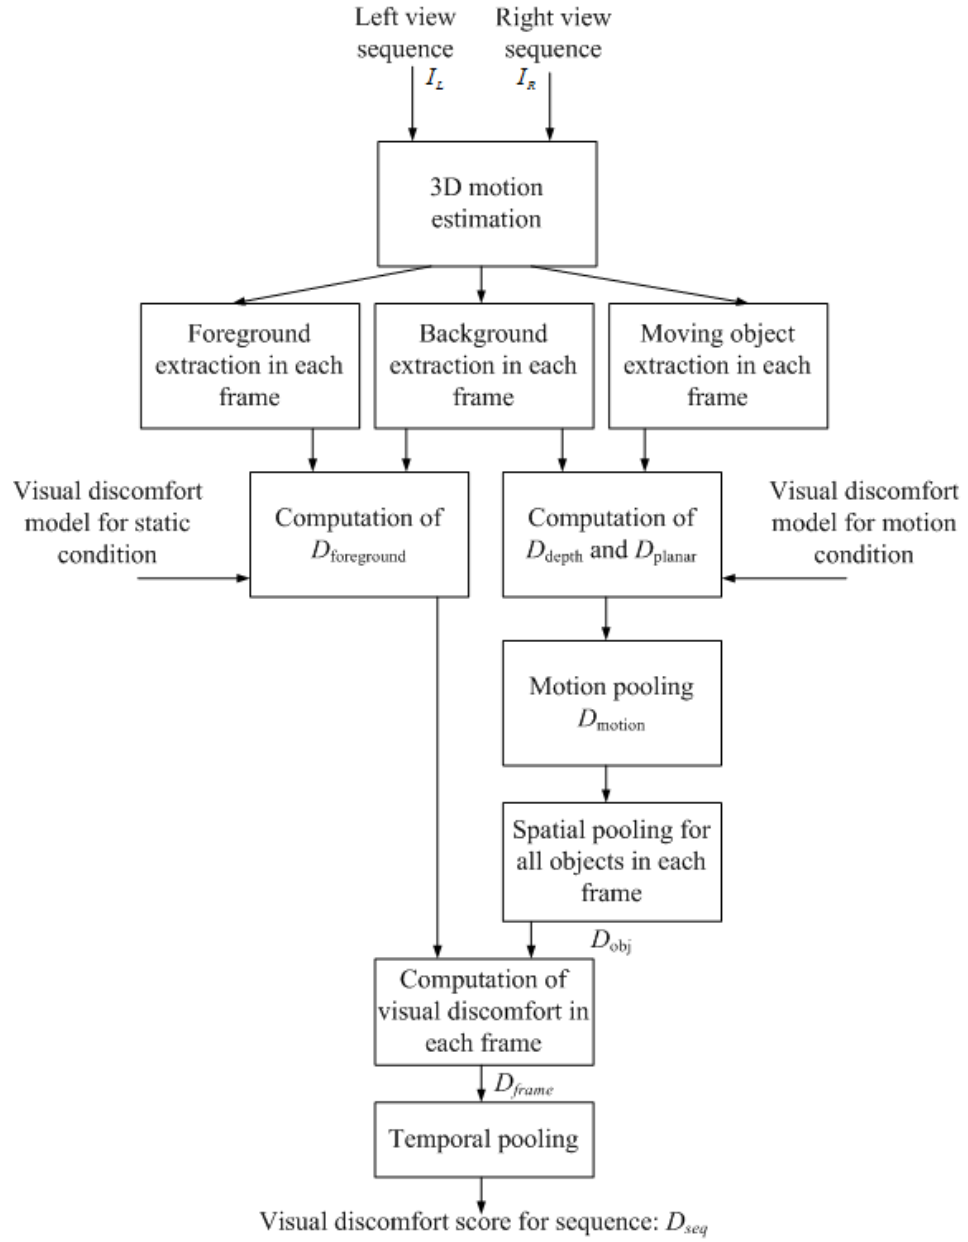 Left view
sequence
Right view
sequence
I_L
I_R
3D motion
estimation
Foreground
extraction in each
frame
Background
extraction in each
frame
Moving object
extraction in each
frame
Visual discomfort
model for static
condition
Computation of
D_foreground
Computation of
D_depth and D_planar
Visual discomfort
model for motion
condition
Motion pooling
D_motion
Spatial pooling for
all objects in each
frame
D_obj
Computation of
visual discomfort in
each frame
D_frame
Temporal pooling
Visual discomfort score for sequence: D_seq